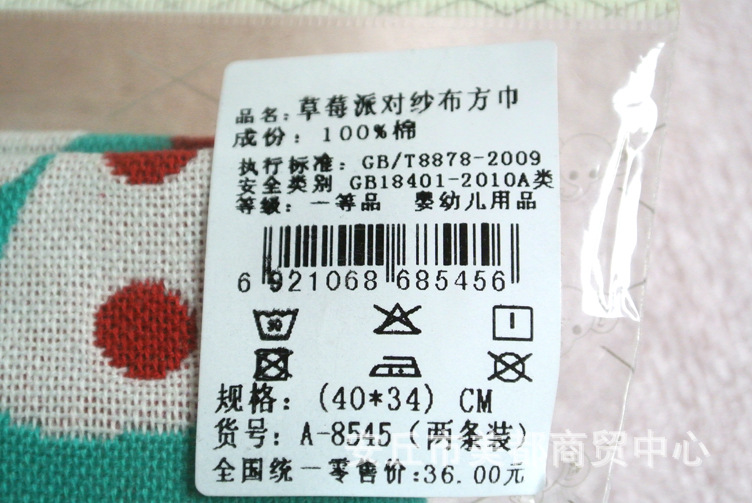 品名:草莓派对纱布方巾
成份: 100%棉
执行标准: GB/T8878-2009
安全类别 GB18401-2010A类
等级: 一等品 婴幼儿用品
6 921068 685456
30
规格: (40*34) CM
货号: A-8545 (两条装)
全国统一零售价:36.00元
安丘市美都商贸中心